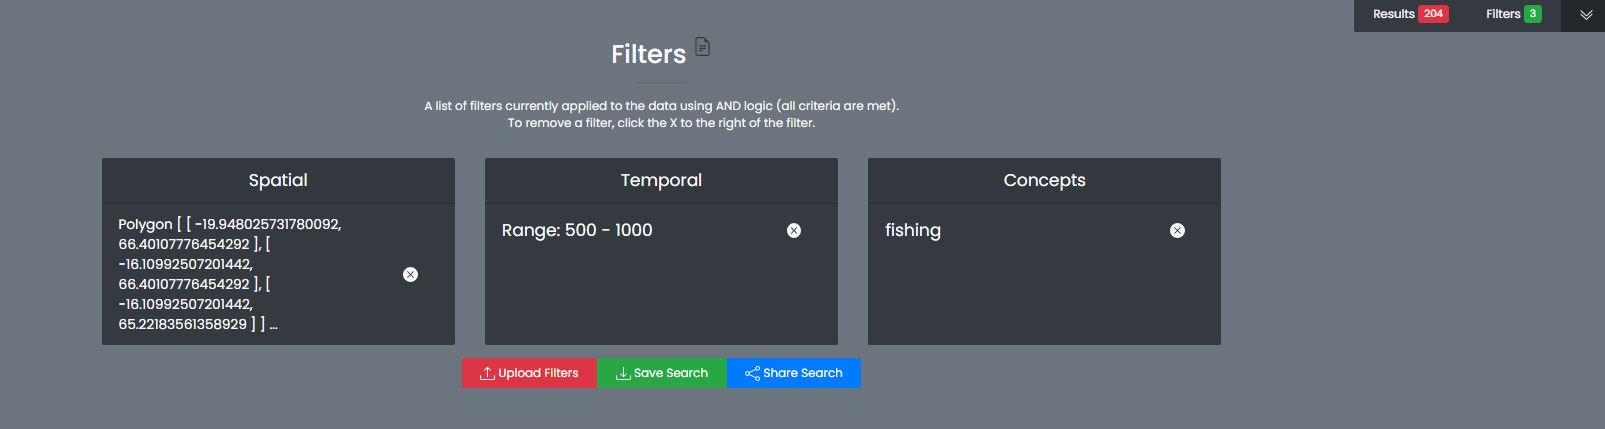 Results 204 Filters 3
Filters
A list of filters currently applied to the data using AND logic (all criteria are met).
To remove a filter, click the X to the right of the filter.
Spatial
Polygon [ [ -19.948025731780092,
66.40107776454292 ], [
-16.10992507201442,
66.40107776454292 ], [
-16.10992507201442,
65.22183561358929 ] ] ...
Temporal
Range: 500 - 1000
Concepts
fishing
Upload Filters Save Search Share Search